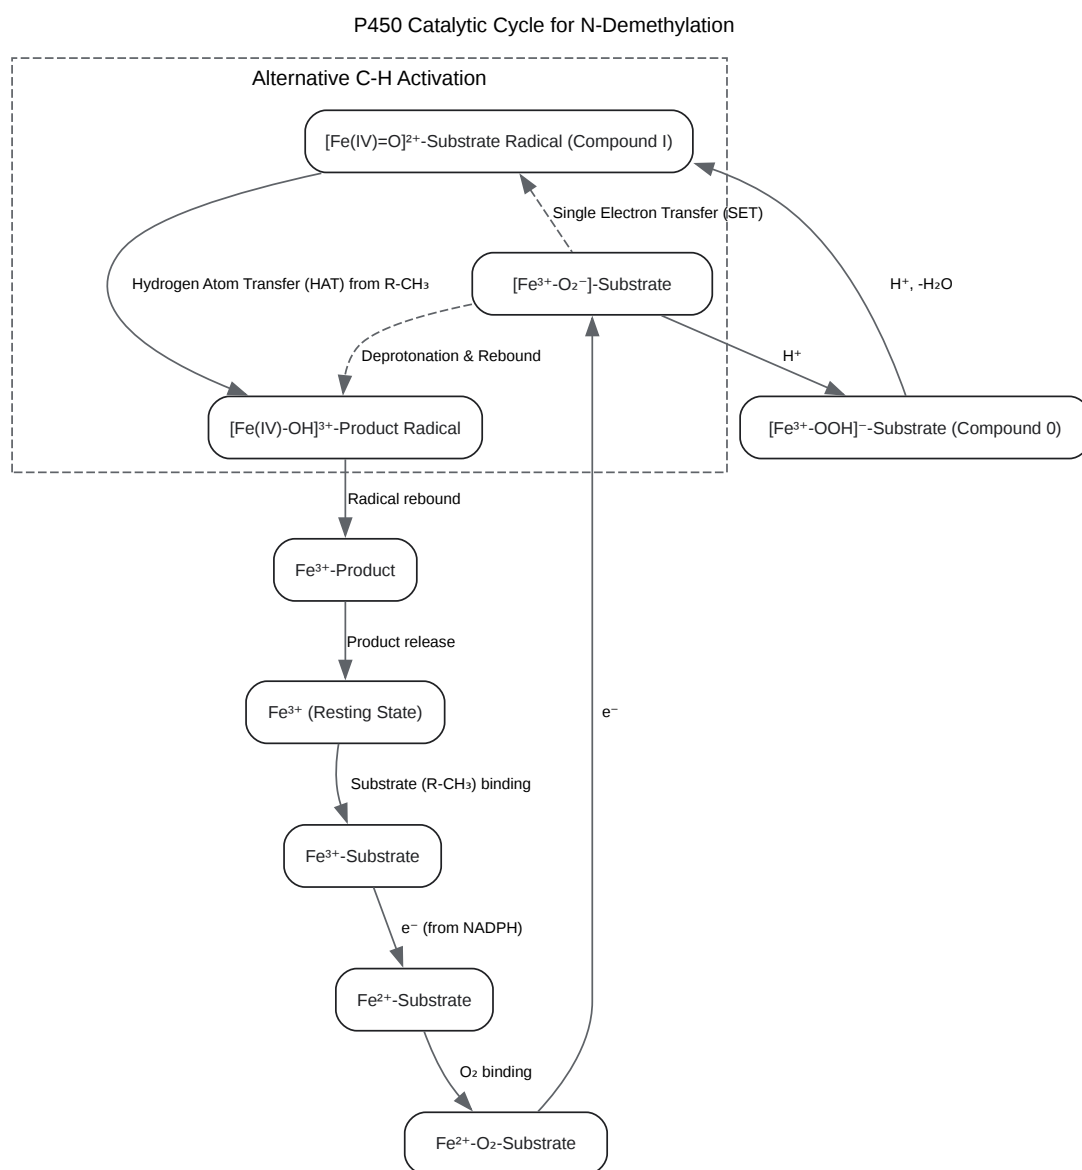 P450 Catalytic Cycle for N-Demethylation
Alternative C-H Activation
[Fe(IV)=O]²⁺-Substrate Radical (Compound I)
Single Electron Transfer (SET)
[Fe³⁺-O₂⁻]-Substrate
Hydrogen Atom Transfer (HAT) from R-CH₃
H⁺, -H₂O
Deprotonation & Rebound
H⁺
[Fe(IV)-OH]³⁺-Product Radical
[Fe³⁺-OOH]⁻-Substrate (Compound 0)
Radical rebound
Fe³⁺-Product
Product release
Fe³⁺ (Resting State)
e⁻
Substrate (R-CH₃) binding
Fe³⁺-Substrate
e⁻ (from NADPH)
Fe²⁺-Substrate
O₂ binding
Fe²⁺-O₂-Substrate